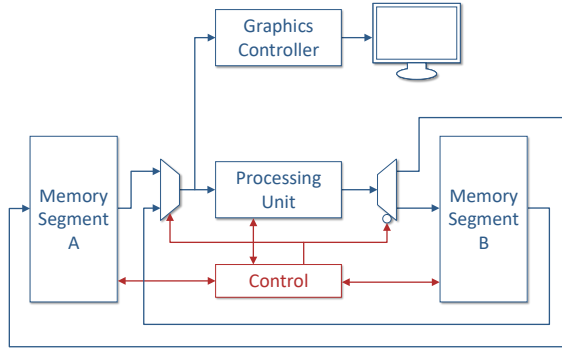 Graphics
Controller
Memory
Segment
A
Processing
Unit
Memory
Segment
B
Control